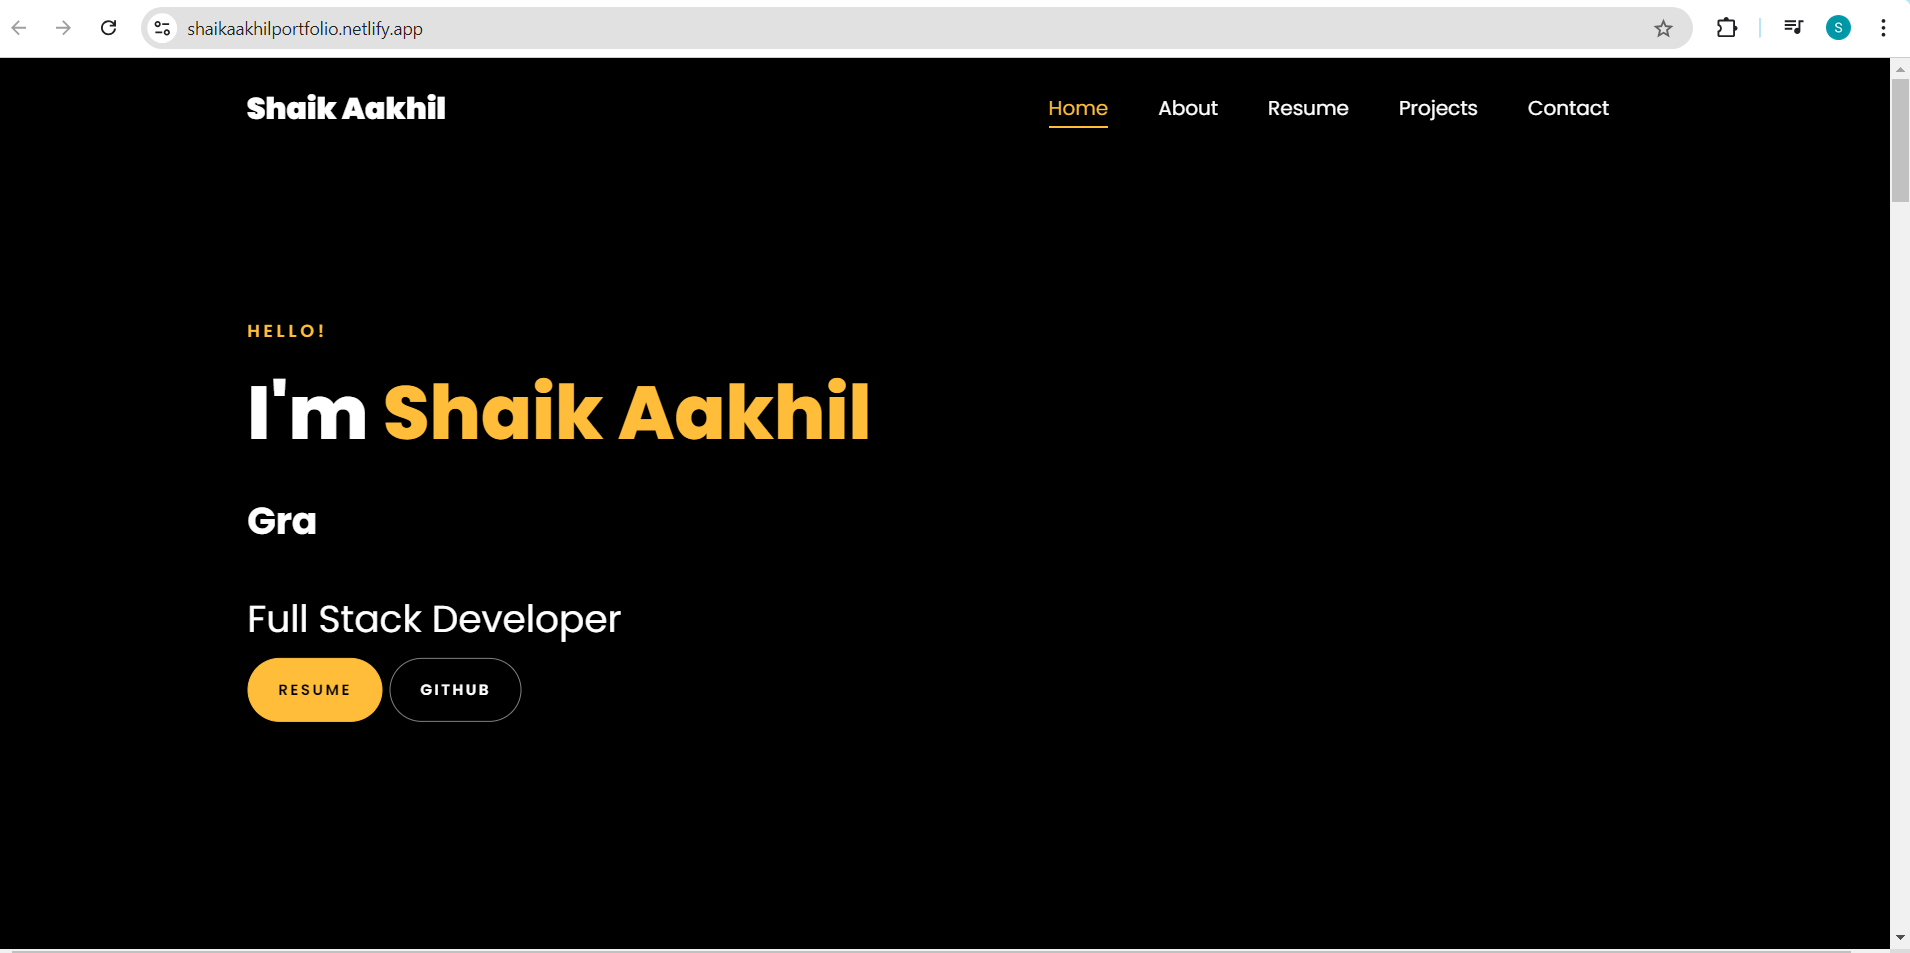 shaikaakhilportfolio.netlify.app
S
Shaik Aakhil
Home About Resume Projects Contact
HELLO!
I'm Shaik Aakhil
Gra
Full Stack Developer
RESUME GITHUB